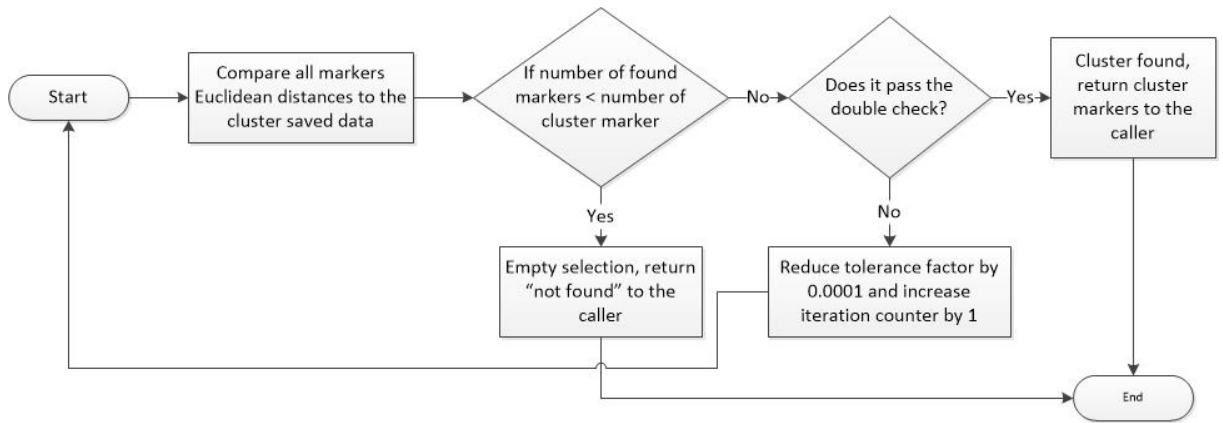 Start
Compare all markers
Euclidean distances to the
cluster saved data
If number of found
markers < number of
cluster marker
No
Does it pass the
double check?
Yes
Cluster found,
return cluster
markers to the
caller
Yes
No
Empty selection, return
“not found” to the
caller
Reduce tolerance factor by
0.0001 and increase
iteration counter by 1
End